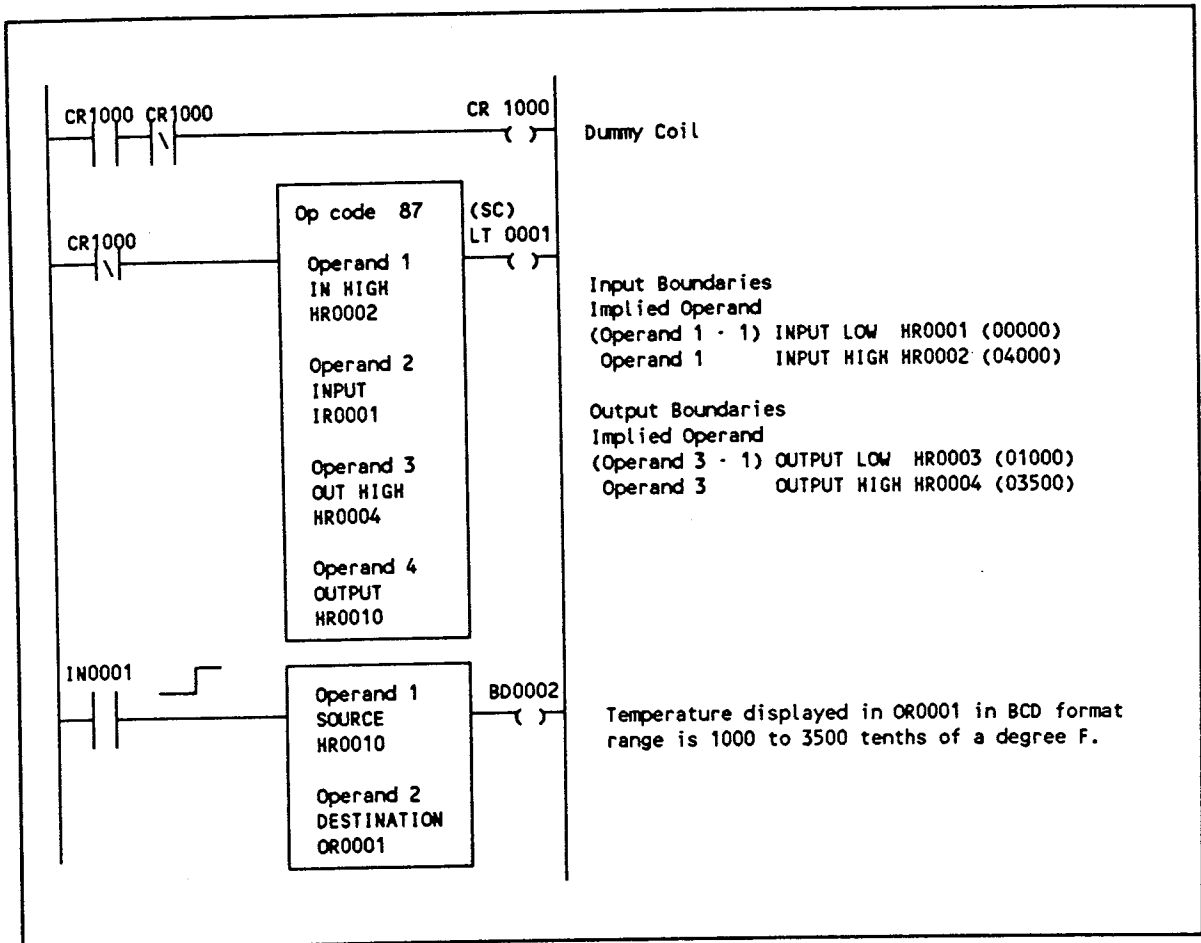 CR1000 CR1000 CR 1000
Dummy Coil
Op code 87
(SC)
LT 0001
CR1000
Operand 1
IN HIGH
HR0002
Operand 2
INPUT
IR0001
Operand 3
OUT HIGH
HR0004
Operand 4
OUTPUT
HR0010
Input Boundaries
Implied Operand
(Operand 1 - 1) INPUT LOW HR0001 (00000)
Operand 1 INPUT HIGH HR0002 (04000)
Output Boundaries
Implied Operand
(Operand 3 - 1) OUTPUT LOW HR0003 (01000)
Operand 3 OUTPUT HIGH HR0004 (03500)
IN0001
Operand 1
SOURCE
HR0010
Operand 2
DESTINATION
OR0001
BD0002
Temperature displayed in OR0001 in BCD format
range is 1000 to 3500 tenths of a degree F.